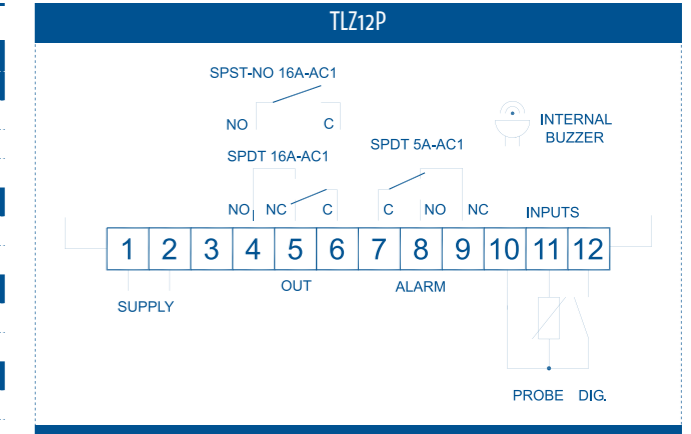 TLZ12P
SPST-NO 16A-AC1
NO C
INTERNAL
BUZZER
SPDT 16A-AC1
SPDT 5A-AC1
NO NC C C NO NC INPUTS
1 2 3 4 5 6 7 8 9 10 11 12
SUPPLY OUT ALARM
PROBE DIG.